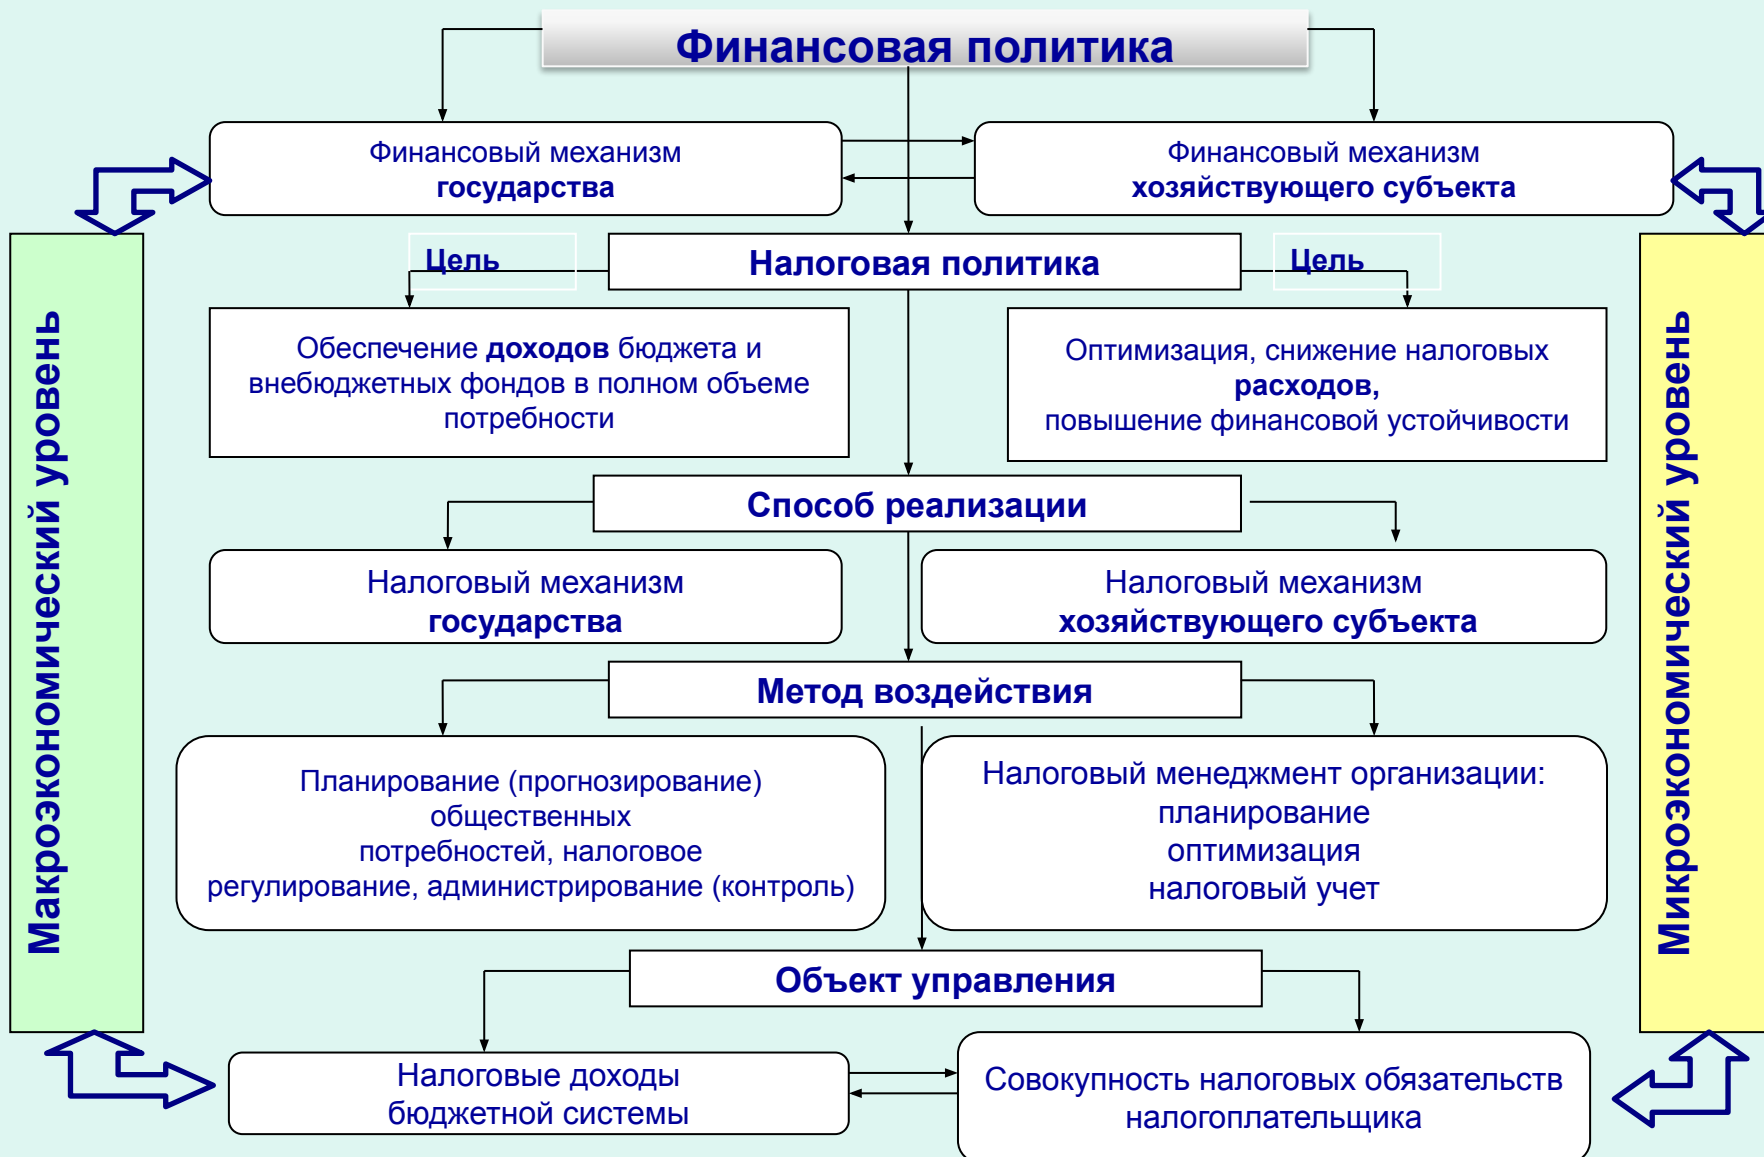 Финансовая политика
Финансовый механизм
государства
Финансовый механизм
хозяйствующего субъекта
Макроэкономический уровень
Микроэкономический уровень
Цель
Налоговая политика
Цель
Обеспечение доходов бюджета и
внебюджетных фондов в полном объеме
потребности
Оптимизация, снижение налоговых
расходов,
повышение финансовой устойчивости
Способ реализации
Налоговый механизм
государства
Налоговый механизм
хозяйствующего субъекта
Метод воздействия
Планирование (прогнозирование)
общественных
потребностей, налоговое
регулирование, администрирование (контроль)
Налоговый менеджмент организации:
планирование
оптимизация
налоговый учет
Объект управления
Налоговые доходы
бюджетной системы
Совокупность налоговых обязательств
налогоплательщика